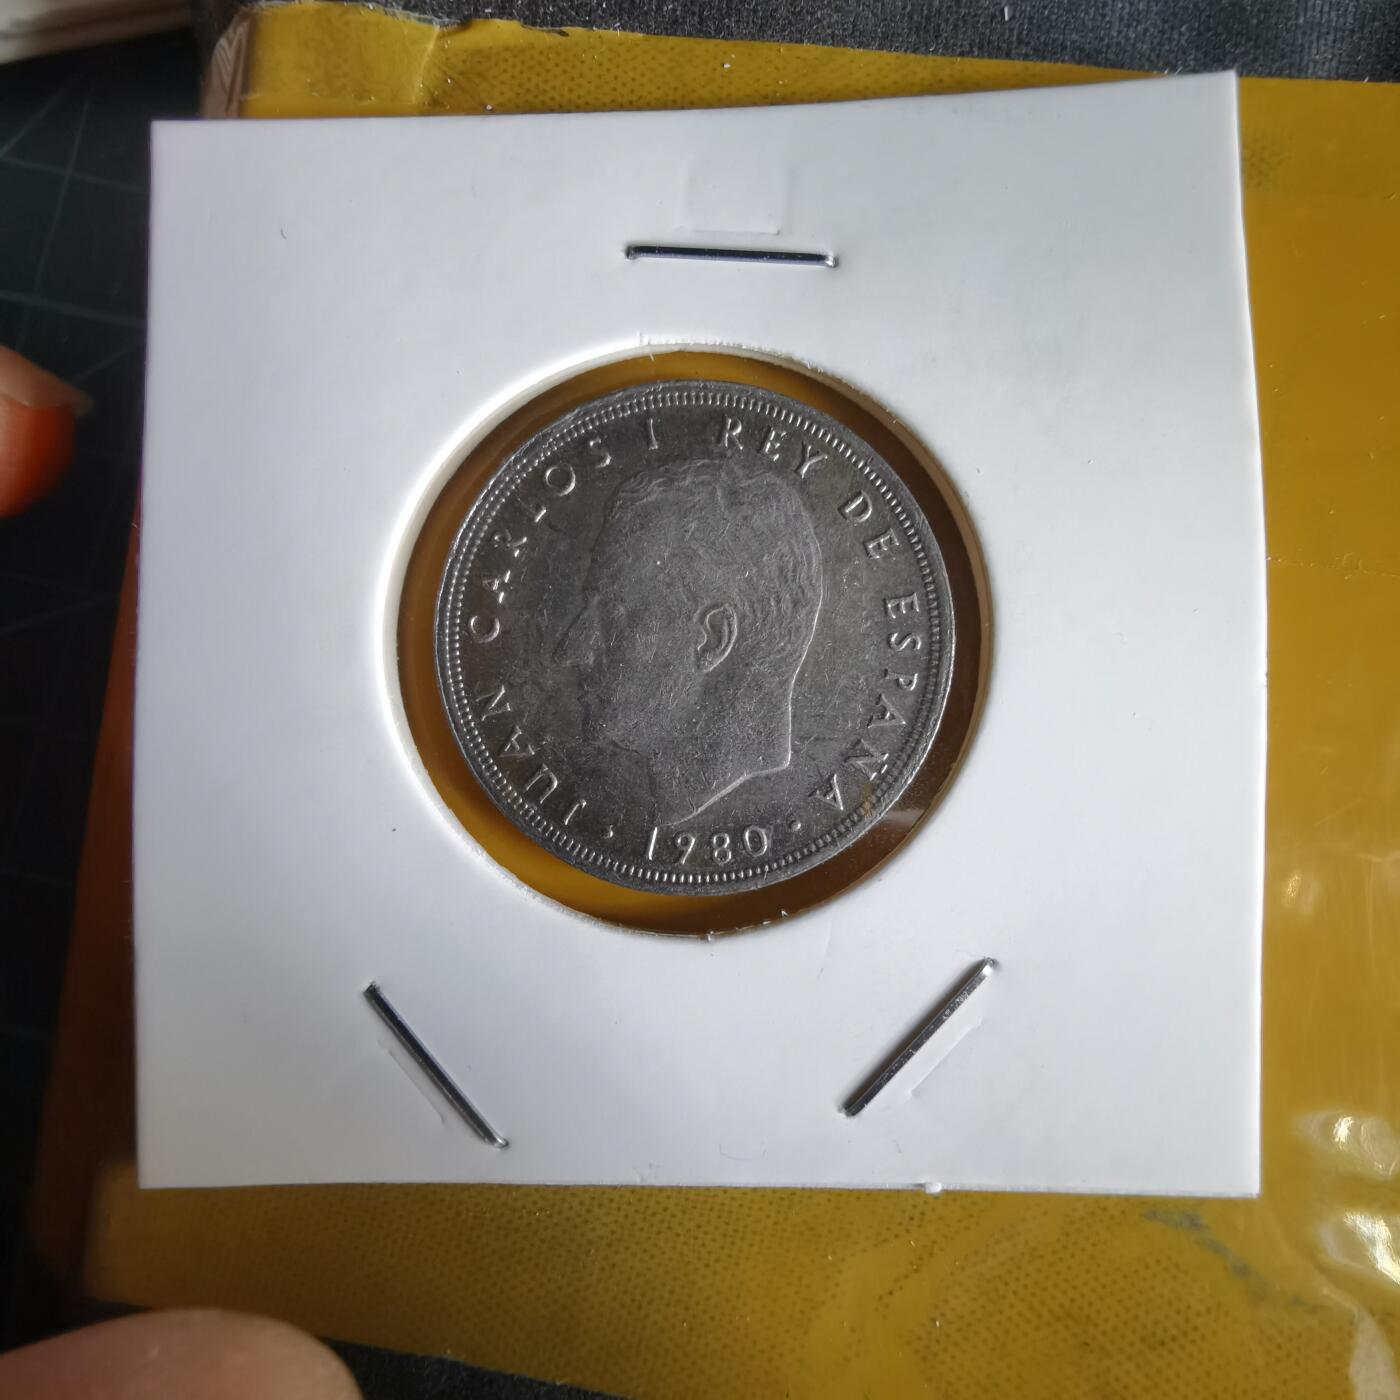 JUAN CARLOS I REY DE ESPAÑA
· 1980 ·